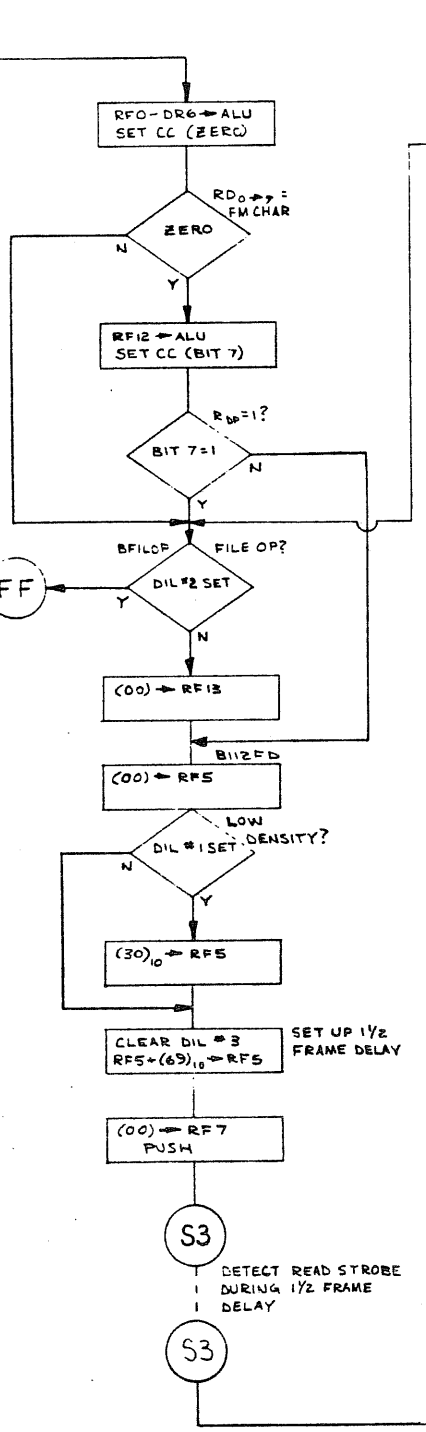 RF0-DR6→ALU
SET CC (ZERO)
RD0→7 =
FM CHAR
ZERO
N
Y
RF12→ALU
SET CC (BIT 7)
RDP=1?
BIT 7=1
N
Y
BFILOP FILE OP?
DIL #2 SET
FF
Y
N
(00)→RF13
B112FD
(00)→RF5
LOW
DENSITY?
DIL #1 SET
N
Y
(30)10→RF5
CLEAR DIL #3
RF5+(69)10→RF5
SET UP 1½
FRAME DELAY
(00)→RF7
PUSH
S3
DETECT READ STROBE
DURING 1½ FRAME
DELAY
S3